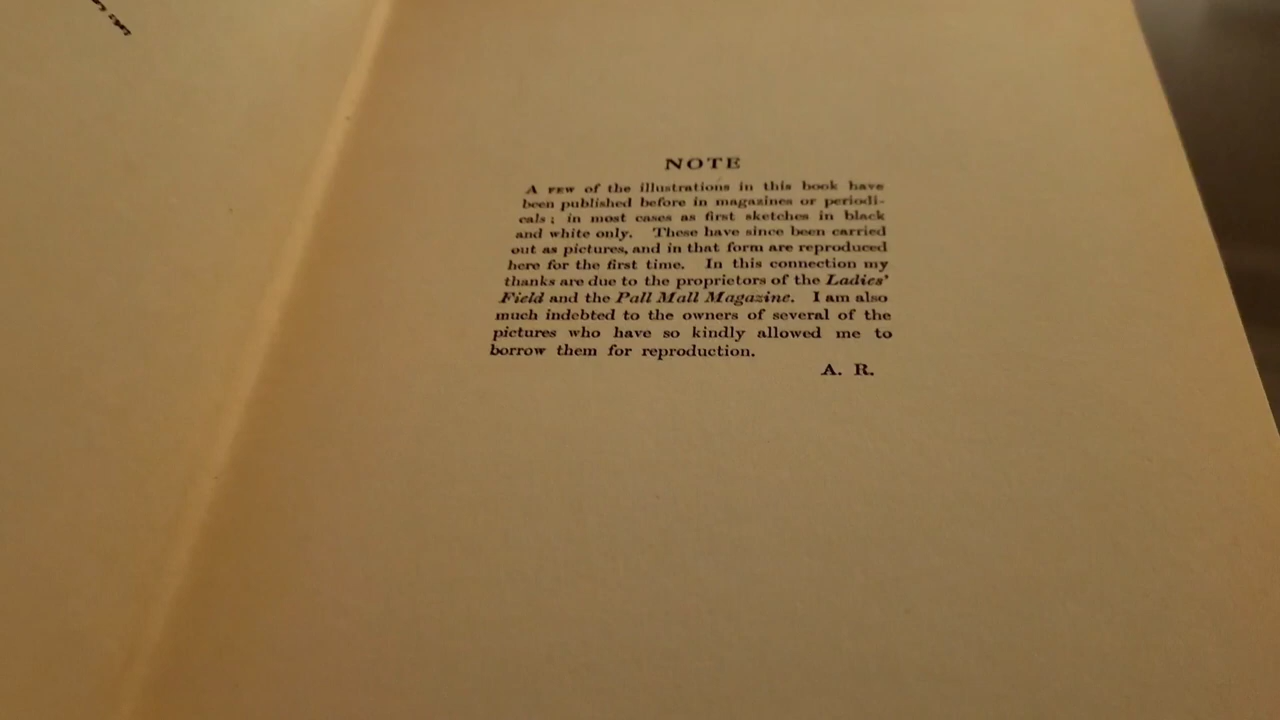 NOTE
A FEW of the illustrations in this book have
been published before in magazines or periodi-
cals; in most cases as first sketches in black
and white only. These have since been carried
out as pictures, and in that form are reproduced
here for the first time. In this connection my
thanks are due to the proprietors of the Ladies'
Field and the Pall Mall Magazine. I am also
much indebted to the owners of several of the
pictures who have so kindly allowed me to
borrow them for reproduction.
A. R.